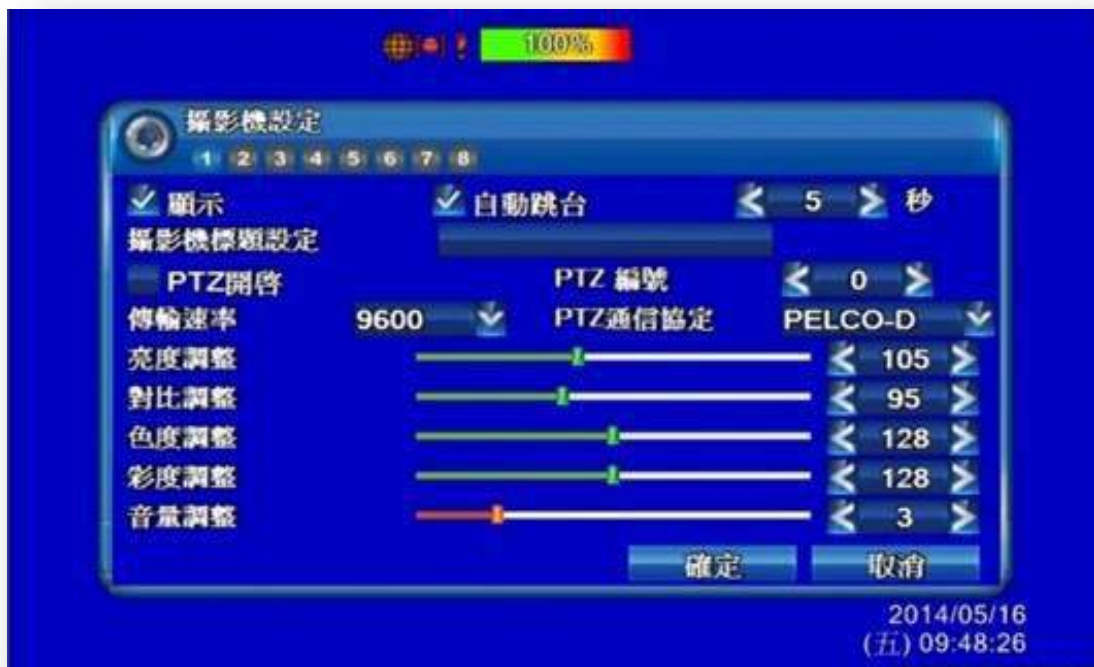 100%
攝影機設定
1 2 3 4 5 6 7 8
顯示 自動跳台 5 秒
攝影機標題設定
PTZ開啓 PTZ 編號 0
傳輸速率 9600 PTZ通信協定 PELCO-D
亮度調整 105
對比調整 95
色度調整 128
彩度調整 128
音量調整 3
確定 取消
2014/05/16
(五) 09:48:26